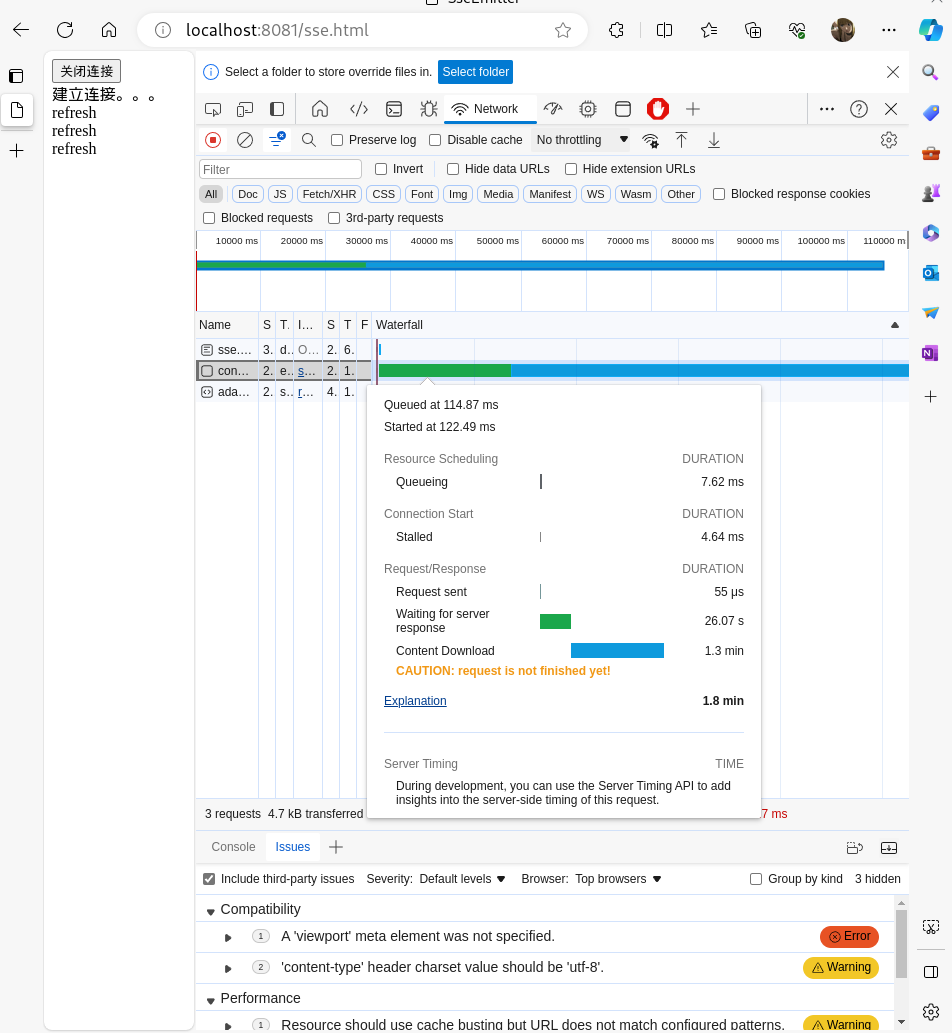 SseEmitter
localhost:8081/sse.html
关闭连接
建立连接。。。
refresh
refresh
refresh
Select a folder to store override files in. Select folder
Network
Preserve log Disable cache No throttling
Filter Invert Hide data URLs Hide extension URLs
All Doc JS Fetch/XHR CSS Font Img Media Manifest WS Wasm Other Blocked response cookies
Blocked requests 3rd-party requests
10000 ms 20000 ms 30000 ms 40000 ms 50000 ms 60000 ms 70000 ms 80000 ms 90000 ms 100000 ms 110000 m
Name S T. I... S T F Waterfall
sse.... 3. d.. O... 2. 6.
con... 2. e.. s... 2. 1.
ada... 2. s.. r... 4. 1.
Queued at 114.87 ms
Started at 122.49 ms
Resource Scheduling DURATION
Queueing 7.62 ms
Connection Start DURATION
Stalled 4.64 ms
Request/Response DURATION
Request sent 55 μs
Waiting for server
response 26.07 s
Content Download 1.3 min
CAUTION: request is not finished yet!
Explanation 1.8 min
Server Timing TIME
During development, you can use the Server Timing API to add
insights into the server-side timing of this request.
3 requests 4.7 kB transferred 7 ms
Console Issues
Include third-party issues Severity: Default levels Browser: Top browsers Group by kind 3 hidden
Compatibility
1 A 'viewport' meta element was not specified. Error
2 'content-type' header charset value should be 'utf-8'. Warning
Performance
1 Resource should use cache busting but URL does not match configured patterns. Warning